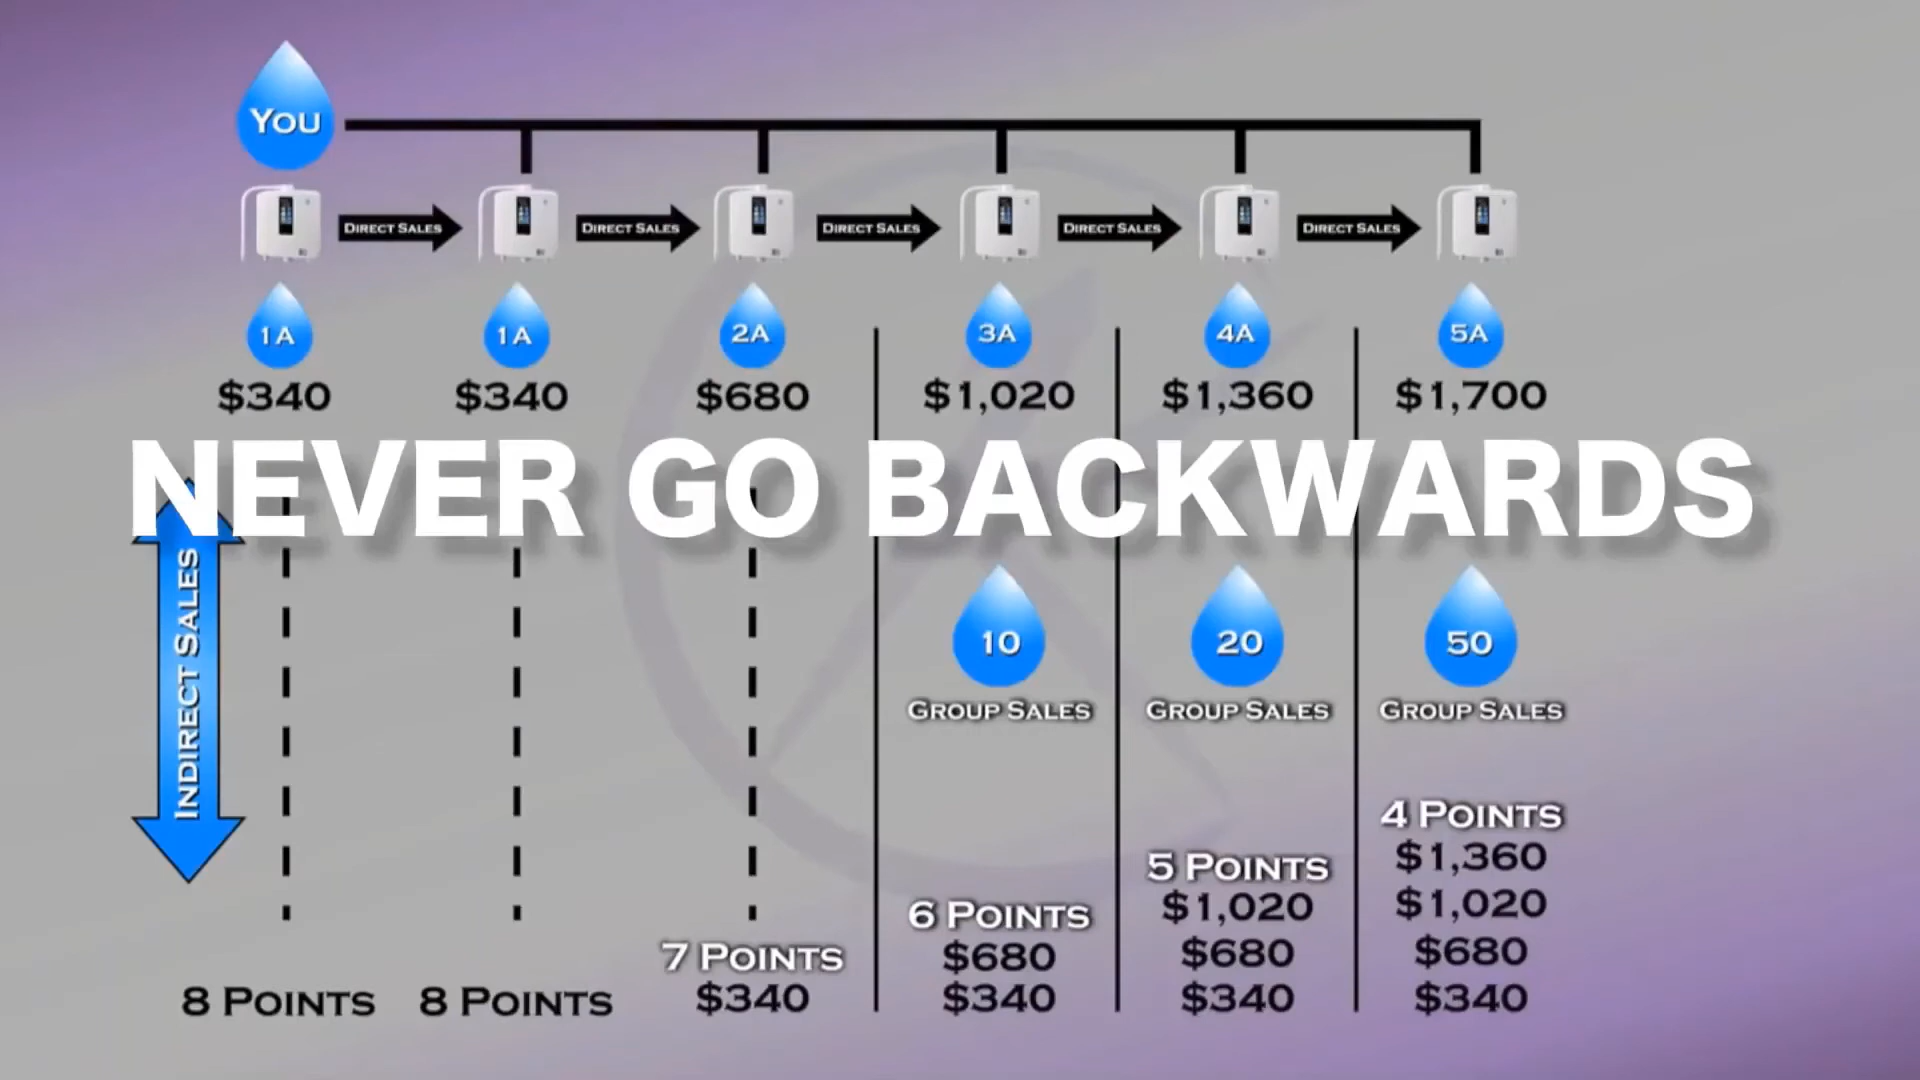 YOU
DIRECT SALES DIRECT SALES DIRECT SALES DIRECT SALES DIRECT SALES
1A 1A 2A 3A 4A 5A
$340 $340 $680 $1,020 $1,360 $1,700
NEVER GO BACKWARDS
INDIRECT SALES
10 20 50
GROUP SALES GROUP SALES GROUP SALES
4 POINTS
5 POINTS $1,360
6 POINTS $1,020 $1,020
7 POINTS $680 $680 $680
8 POINTS 8 POINTS $340 $340 $340 $340